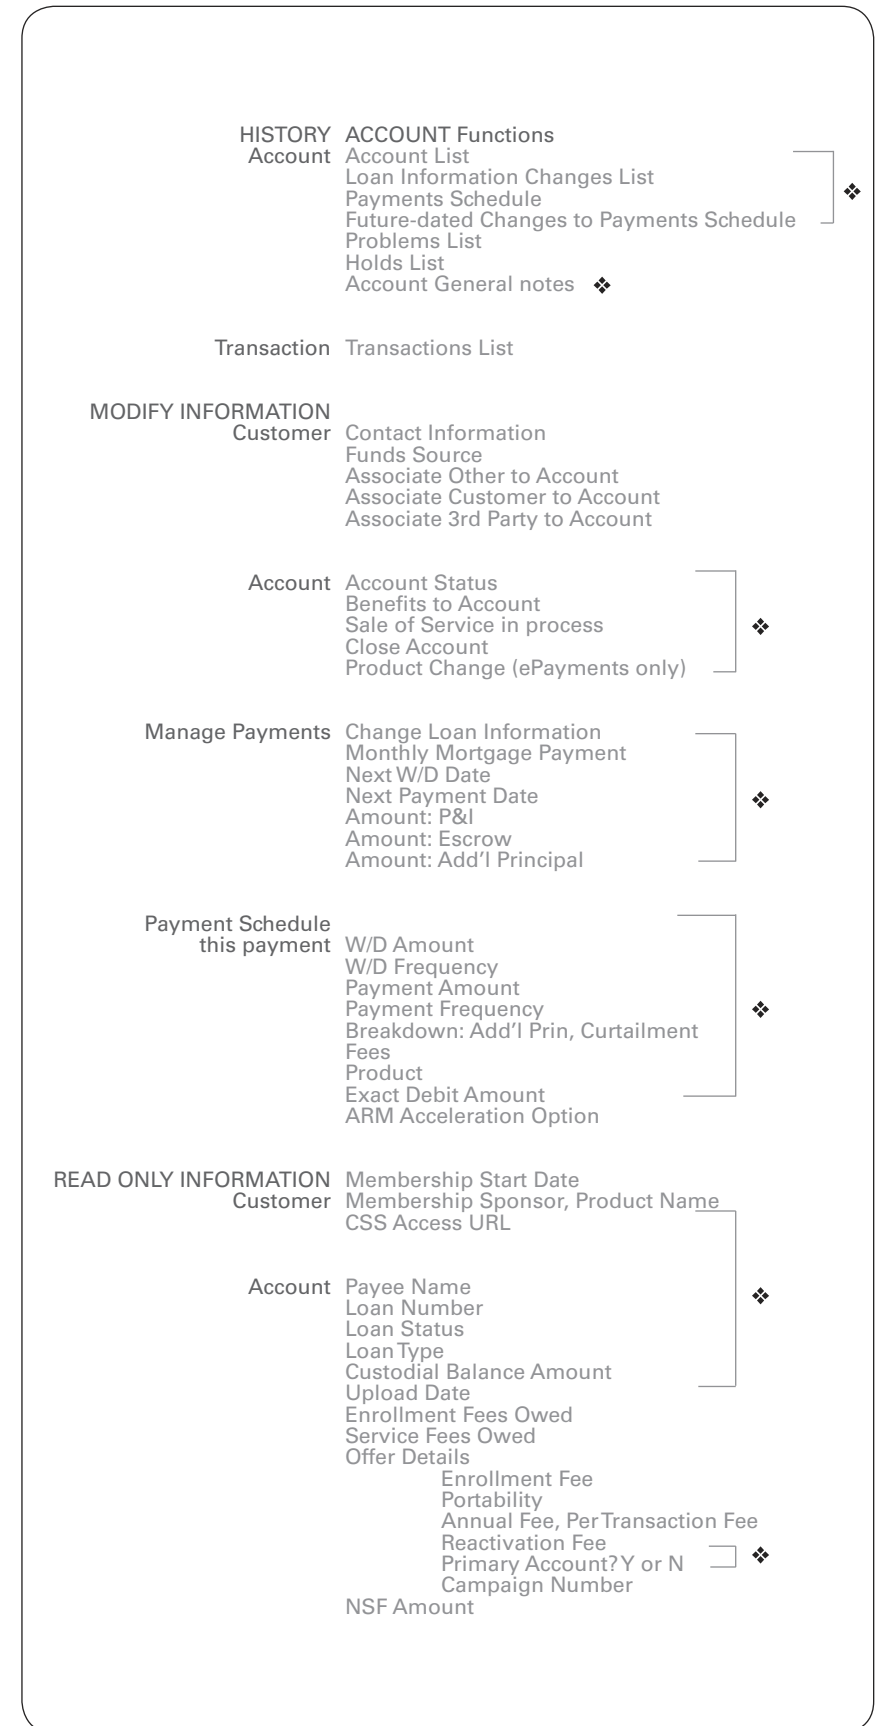 HISTORY ACCOUNT Functions
Account Account List
Loan Information Changes List
Payments Schedule
Future-dated Changes to Payments Schedule
❖
Problems List
Holds List
Account General notes ❖
Transaction Transactions List
MODIFY INFORMATION
Customer Contact Information
Funds Source
Associate Other to Account
Associate Customer to Account
Associate 3rd Party to Account
Account Account Status
Benefits to Account
Sale of Service in process ❖
Close Account
Product Change (ePayments only)
Manage Payments Change Loan Information
Monthly Mortgage Payment
Next W/D Date
Next Payment Date ❖
Amount: P&I
Amount: Escrow
Amount: Add’l Principal
Payment Schedule
this payment W/D Amount
W/D Frequency
Payment Amount
Payment Frequency ❖
Breakdown: Add’l Prin, Curtailment
Fees
Product
Exact Debit Amount
ARM Acceleration Option
READ ONLY INFORMATION Membership Start Date
Customer Membership Sponsor, Product Name
CSS Access URL
Account Payee Name ❖
Loan Number
Loan Status
Loan Type
Custodial Balance Amount
Upload Date
Enrollment Fees Owed
Service Fees Owed
Offer Details
Enrollment Fee
Portability
Annual Fee, Per Transaction Fee
Reactivation Fee
Primary Account? Y or N ❖
Campaign Number
NSF Amount